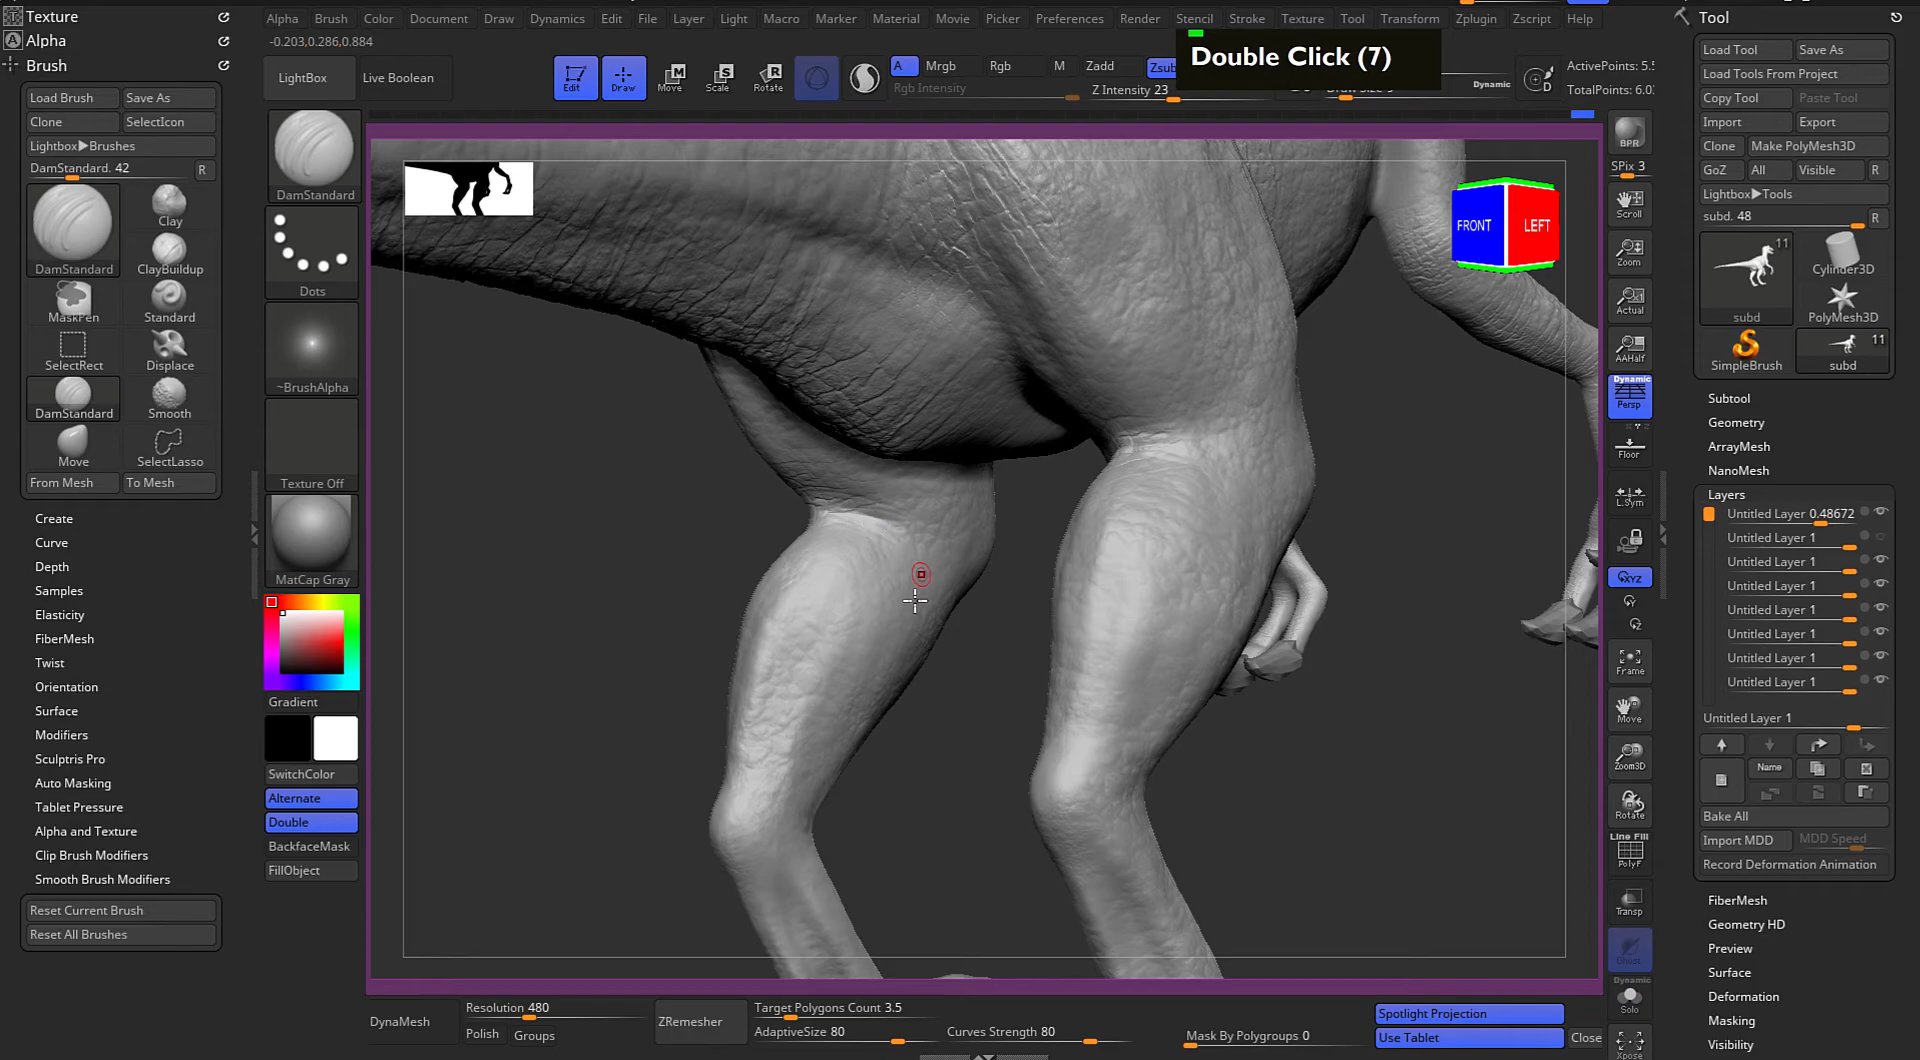 Texture
Alpha
Brush
Load Brush Save As
Clone SelectIcon
Lightbox▶Brushes
DamStandard. 42 R
DamStandard
Clay
ClayBuildup
MaskPen Standard
SelectRect Displace
DamStandard Smooth
Move SelectLasso
From Mesh To Mesh
Create
Curve
Depth
Samples
Elasticity
FiberMesh
Twist
Orientation
Surface
Modifiers
Sculptris Pro
Auto Masking
Tablet Pressure
Alpha and Texture
Clip Brush Modifiers
Smooth Brush Modifiers
Reset Current Brush
Reset All Brushes
Alpha Brush Color Document Draw Dynamics Edit File Layer Light Macro Marker Material Movie Picker Preferences Render Stencil Stroke Texture Tool Transform Zplugin Zscript Help
-0.203,0.286,0.884
LightBox Live Boolean
Edit Draw Move Scale Rotate
A Mrgb Rgb M Zadd Zsub
Rgb Intensity Z Intensity 23
Double Click (7)
Dynamic
ActivePoints: 5.5
TotalPoints: 6.0
DamStandard
Dots
~BrushAlpha
Texture Off
MatCap Gray
Gradient
SwitchColor
Alternate
Double
BackfaceMask
FillObject
FRONT LEFT
BPR
SPix 3
Scroll
Zoom
Actual
AAHalf
Dynamic
Persp
Floor
L.Sym
XYZ
Y
Z
Frame
Move
Zoom3D
Rotate
Line Fill
PolyF
Transp
Ghost
Dynamic
Solo
Xpose
DynaMesh
Resolution 480
Polish Groups
ZRemesher
Target Polygons Count 3.5
AdaptiveSize 80
Curves Strength 80
Mask By Polygroups 0
Spotlight Projection
Use Tablet
Close
Tool
Load Tool Save As
Load Tools From Project
Copy Tool Paste Tool
Import Export
Clone Make PolyMesh3D
GoZ All Visible R
Lightbox▶Tools
subd. 48 R
11
subd
Cylinder3D
PolyMesh3D
SimpleBrush
11
subd
Subtool
Geometry
ArrayMesh
NanoMesh
Layers
Untitled Layer 0.48672
Untitled Layer 1
Untitled Layer 1
Untitled Layer 1
Untitled Layer 1
Untitled Layer 1
Untitled Layer 1
Untitled Layer 1
Untitled Layer 1
Name
Bake All
Import MDD MDD Speed
Record Deformation Animation
FiberMesh
Geometry HD
Preview
Surface
Deformation
Masking
Visibility